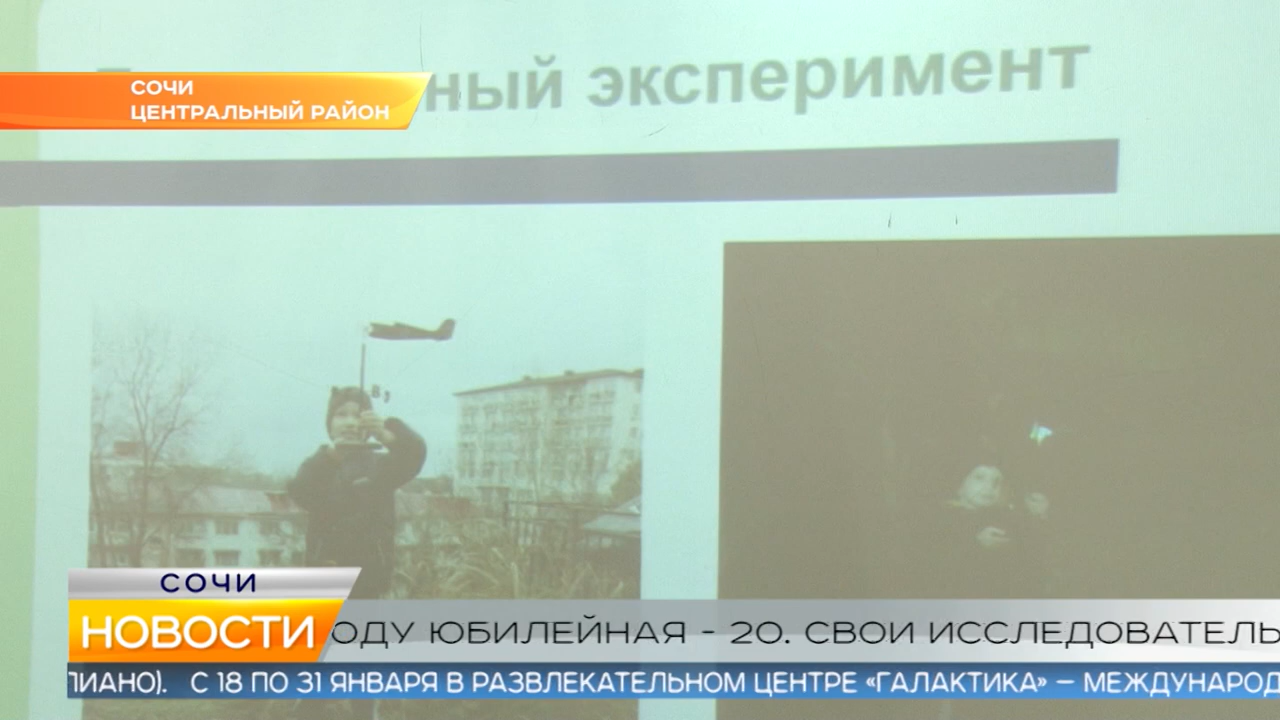 СОЧИ
ЦЕНТРАЛЬНЫЙ РАЙОН
ный эксперимент
СОЧИ
НОВОСТИ
ОДУ ЮБИЛЕЙНАЯ - 20. СВОИ ИССЛЕДОВАТЕЛЬ
ПИАНО). С 18 ПО 31 ЯНВАРЯ В РАЗВЛЕКАТЕЛЬНОМ ЦЕНТРЕ «ГАЛАКТИКА» – МЕЖДУНАРОД